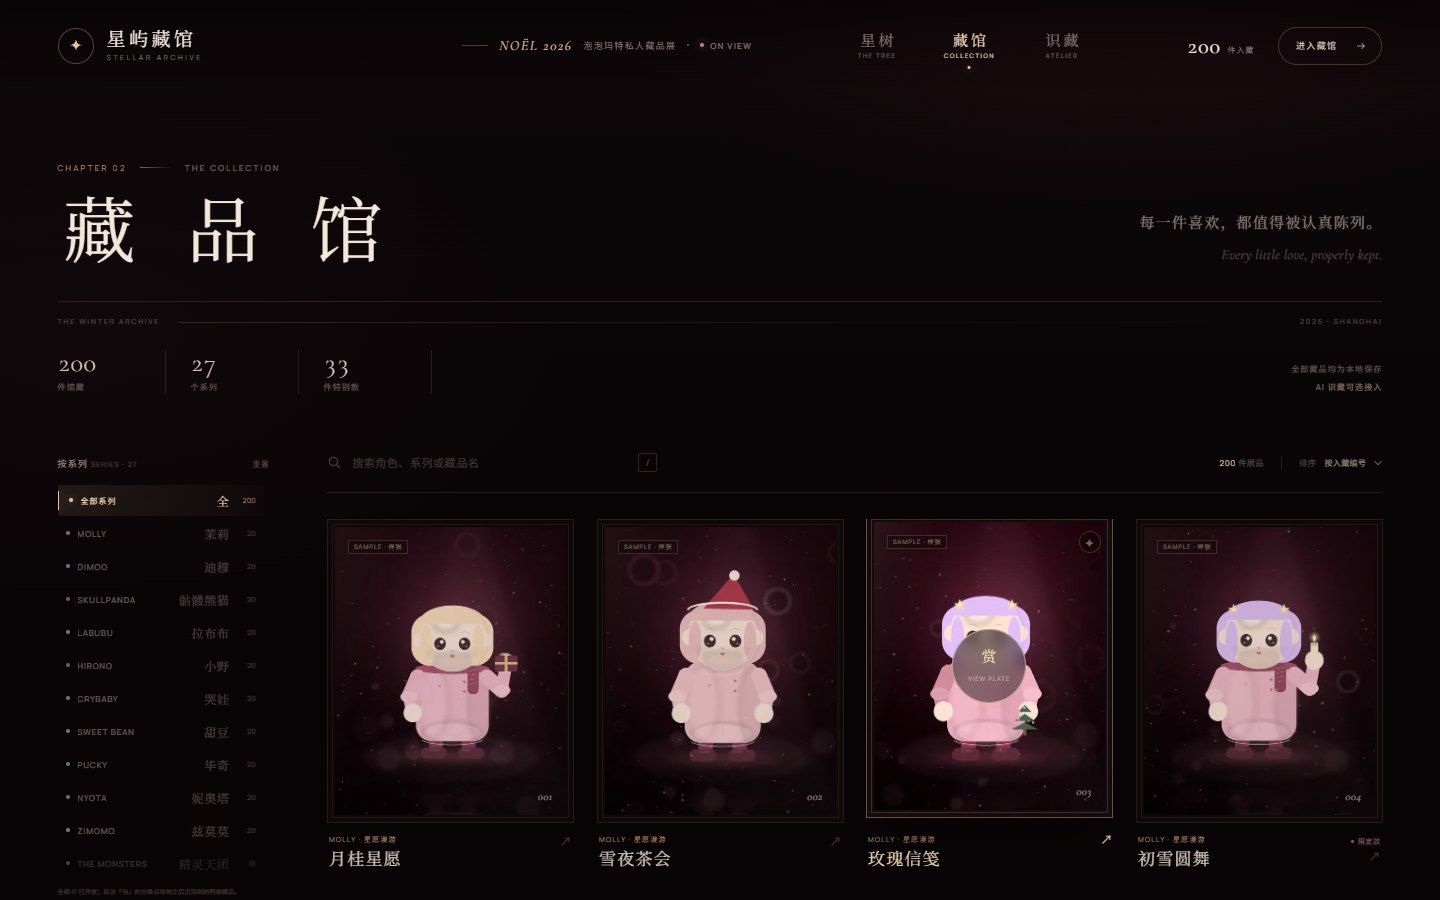 星屿藏馆
STELLAR ARCHIVE
NOËL 2026 泡泡玛特私人藏品展 · ON VIEW
星树
THE TREE
藏馆
COLLECTION
识藏
ATELIER
200 件入藏
进入藏馆 →
CHAPTER 02 THE COLLECTION
藏品馆
每一件喜欢，都值得被认真陈列。
Every little love, properly kept.
THE WINTER ARCHIVE
2026 · SHANGHAI
200
件馆藏
27
个系列
33
件特别款
全部藏品均为本地保存
AI 识藏可选接入
按系列 SERIES · 27 重置
搜索角色、系列或藏品名 /
200 件展品 排序 按入藏编号
全部系列 全 200
MOLLY 茉莉 20
DIMOO 迪穆 20
SKULLPANDA 骷髅熊猫 20
LABUBU 拉布布 20
HIRONO 小野 20
CRYBABY 哭娃 20
SWEET BEAN 甜豆 20
PUCKY 毕奇 20
NYOTA 妮奥塔 20
ZIMOMO 兹莫莫 20
THE MONSTERS 精灵天团
SAMPLE · 样张
001
MOLLY · 星愿漫游 ↗
月桂星愿
SAMPLE · 样张
002
MOLLY · 星愿漫游 ↗
雪夜茶会
SAMPLE · 样张
赏
VIEW PLATE
003
MOLLY · 星愿漫游 ↗
玫瑰信笺
SAMPLE · 样张
004
MOLLY · 星愿漫游 限定款
初雪圆舞 ↗